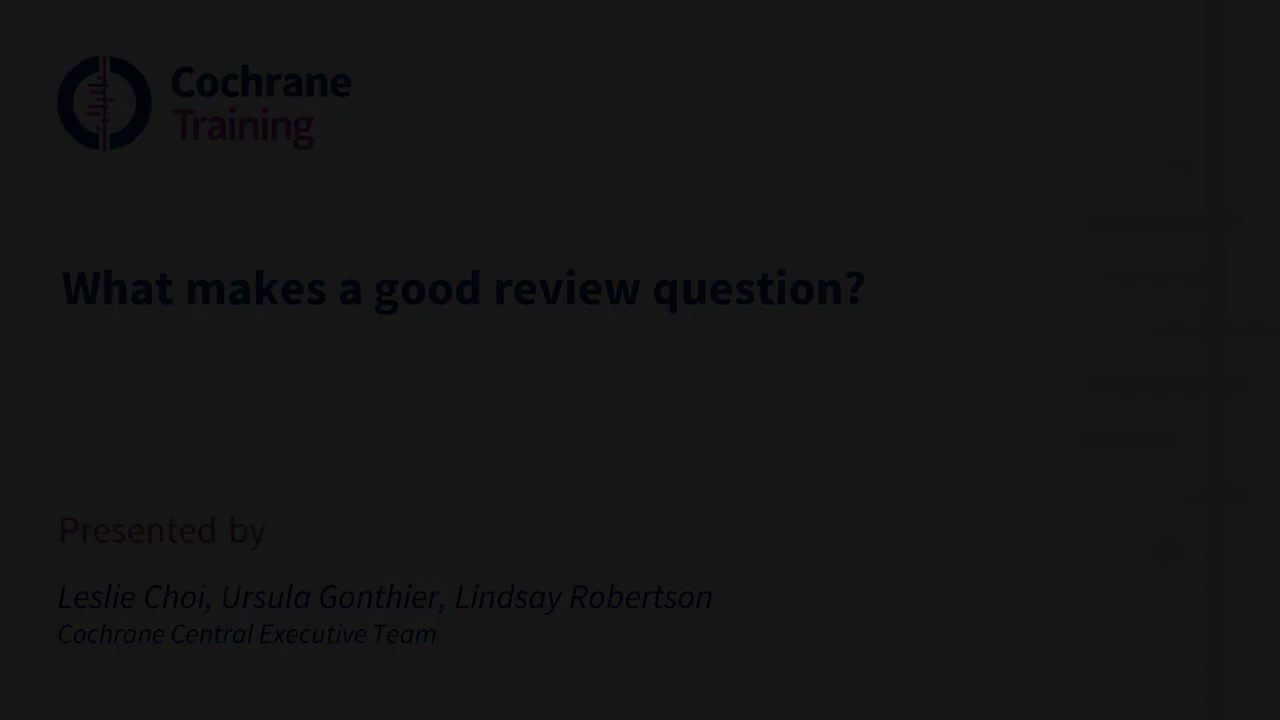 Cochrane
Training
What makes a good review question?
Presented by
Leslie Choi, Ursula Gonthier, Lindsay Robertson
Cochrane Central Executive Team